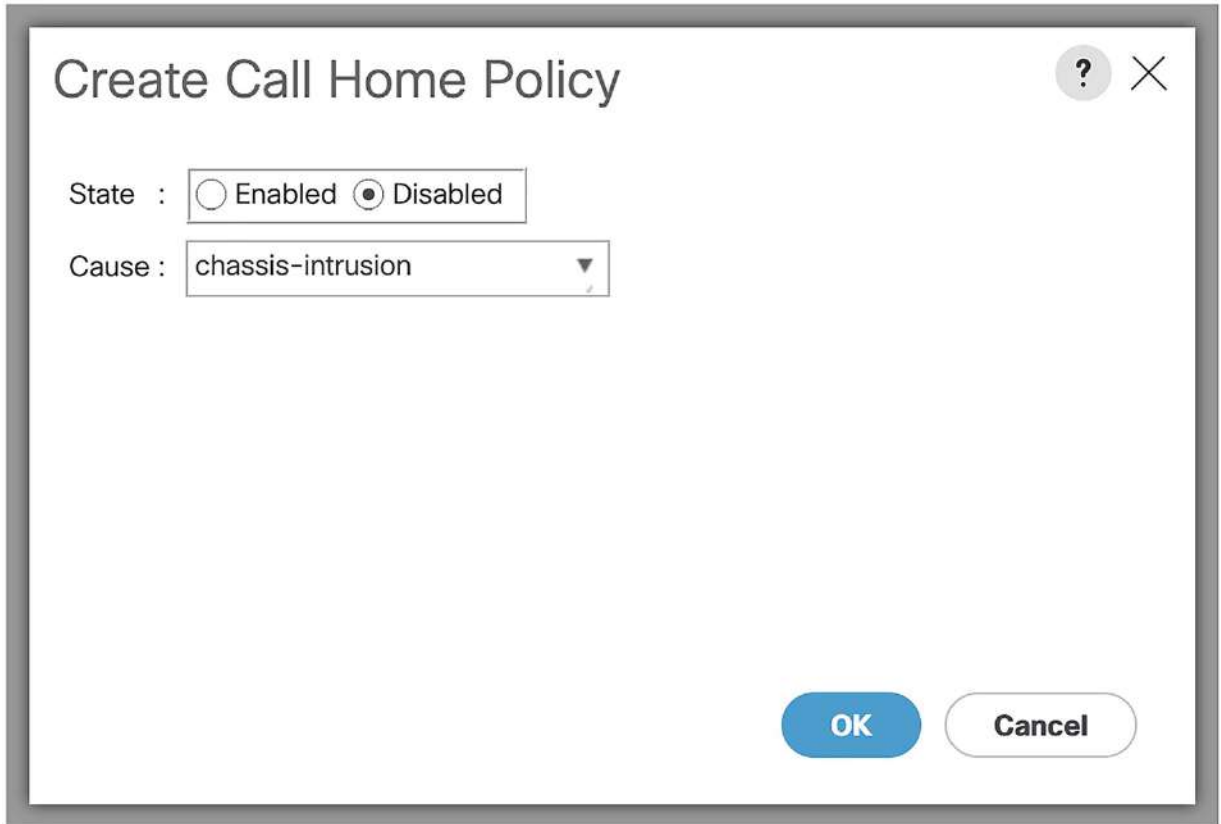 Create Call Home Policy ?
State : Enabled Disabled
Cause : chassis-intrusion
OK Cancel